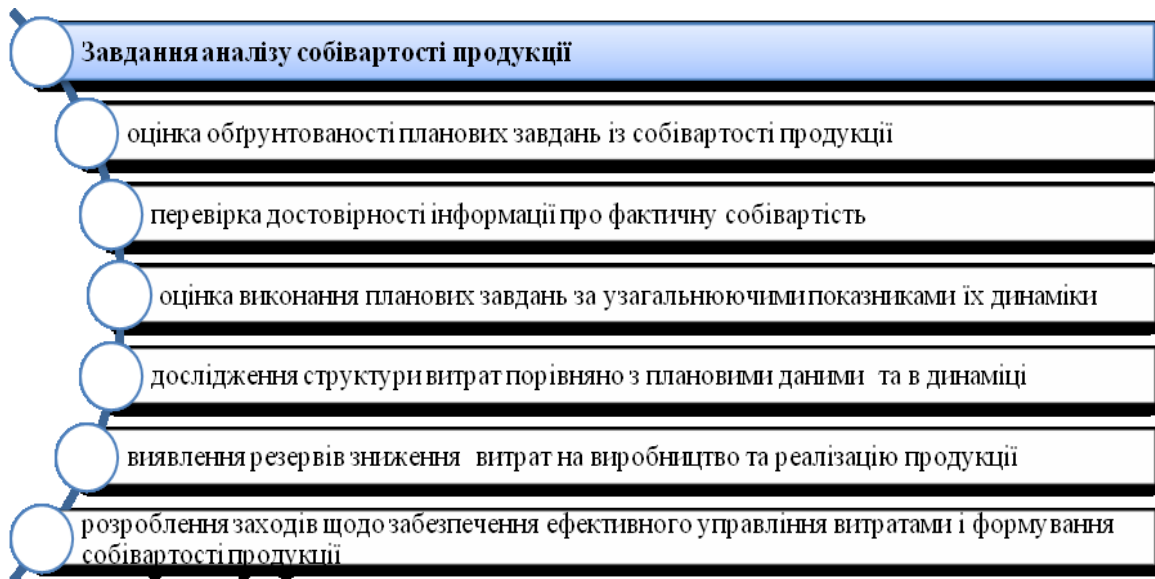 Завдання аналізу собівартості продукції
оцінка обґрунтованості планових завдань із собівартості продукції
перевірка достовірності інформації про фактичну собівартість
оцінка виконання планових завдань за узагальнюючими показниками їх динаміки
дослідження структури витрат порівняно з плановими даними та в динаміці
виявлення резервів зниження витрат на виробництво та реалізацію продукції
розроблення заходів щодо забезпечення ефективного управління витратами і формування
собівартості продукції